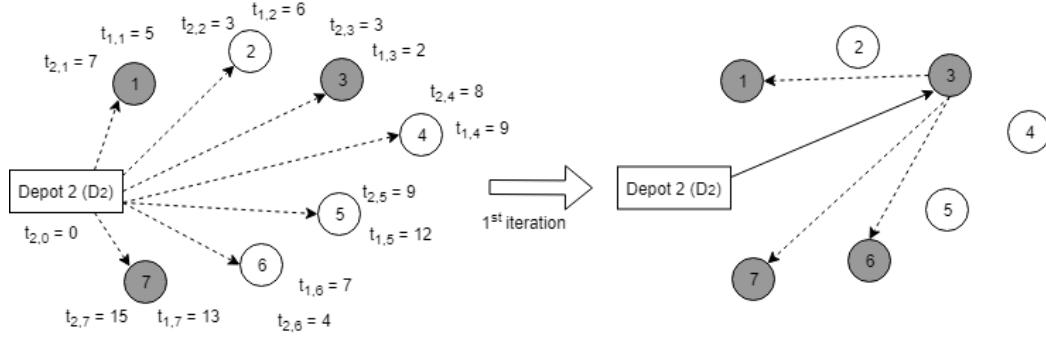 t1,1 = 5
t2,1 = 7
1
t1,2 = 6
t2,2 = 3
2
t2,3 = 3
t1,3 = 2
3
t2,4 = 8
t1,4 = 9
4
Depot 2 (D2)
t2,0 = 0
t2,5 = 9
5
t1,5 = 12
6
t1,6 = 7
t2,6 = 4
7
t2,7 = 15
t1,7 = 13
1st iteration
2
1
3
4
Depot 2 (D2)
5
6
7